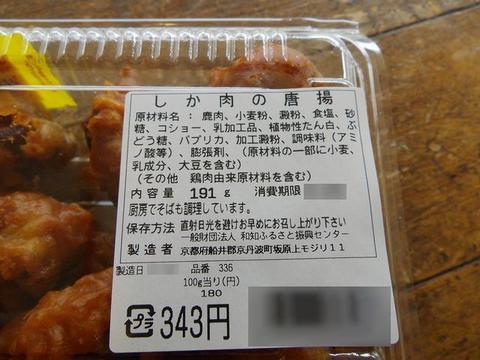 しか肉の唐揚
原材料名：鹿肉、小麦粉、澱粉、食塩、砂
糖、コショー、乳加工品、植物性たん白、ぶ
どう糖、パプリカ、加工澱粉、調味料（アミ
ノ酸等）、膨張剤、（原材料の一部に小麦、
乳成分、大豆を含む）
（その他　鶏肉由来原材料を含む）
内容量 191g 消費期限
厨房でそばも調理しています。
保存方法 直射日光を避けお早めにお召し上がり下さい
一般財団法人 和知ふるさと振興センター
製造者 京都府船井郡京丹波町坂原上モジリ11
製造日 品番 336
100g当り(円)
180
プラ 343円